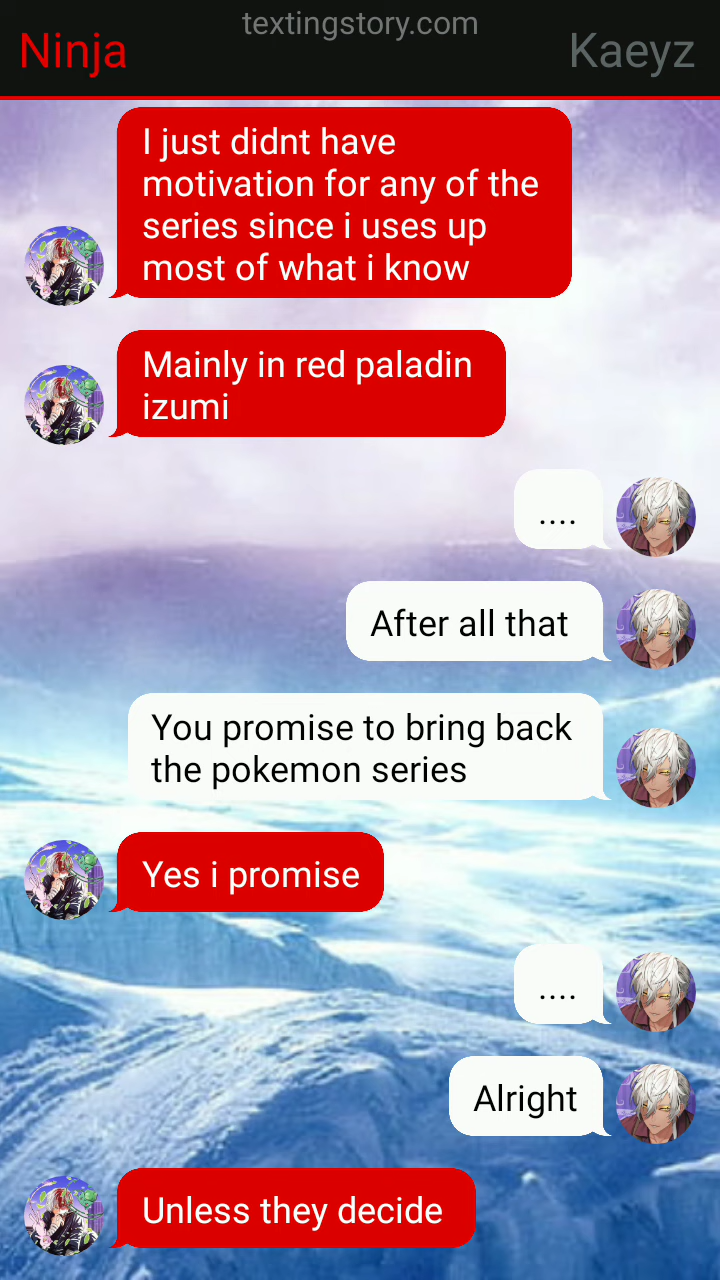 textingstory.com
Ninja
Kaeyz
I just didnt have
motivation for any of the
series since i uses up
most of what i know
Mainly in red paladin
izumi
....
After all that
You promise to bring back
the pokemon series
Yes i promise
....
Alright
Unless they decide